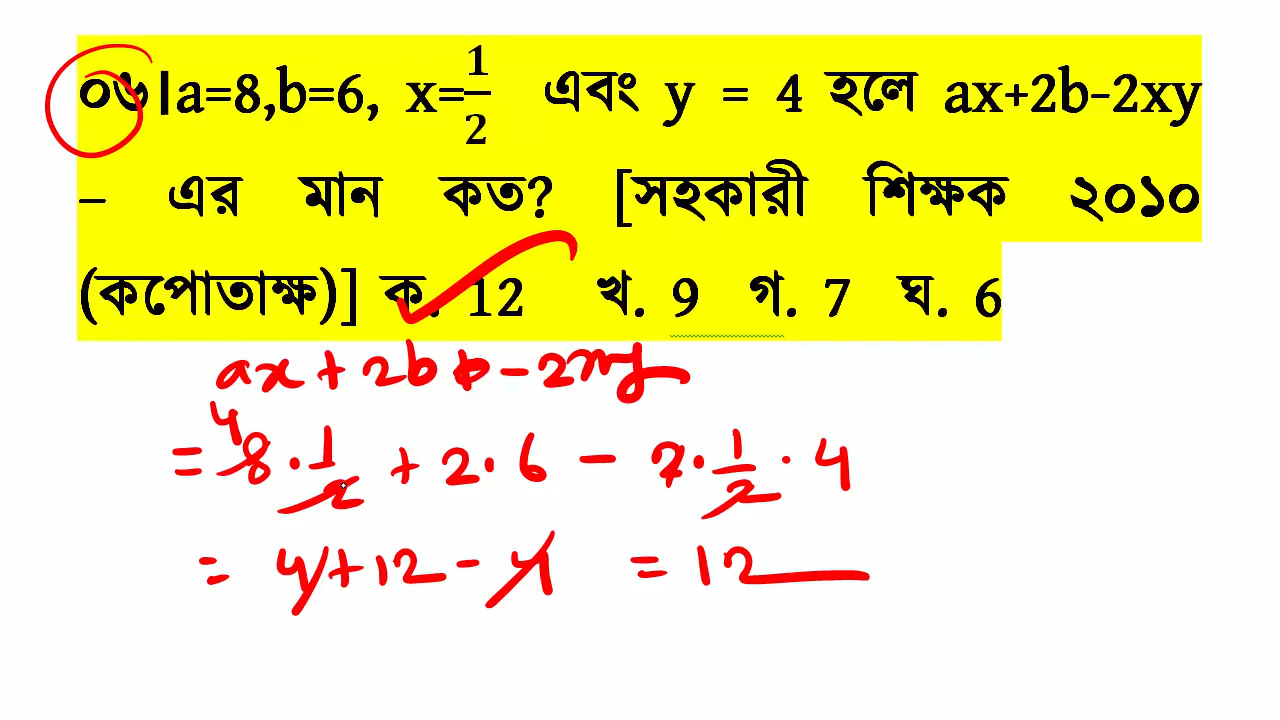 ০৬।a=8,b=6, x=1/2 এবং y = 4 হলে ax+2b-2xy
– এর মান কত? [সহকারী শিক্ষক ২০১০
(কপোতাক্ষ)] ক. 12 খ. 9 গ. 7 ঘ. 6
ax + 2b - 2xy
4
= 8 · 1/2 + 2 · 6 - 2 · 1/2 · 4
= 4 + 12 - 4 = 12